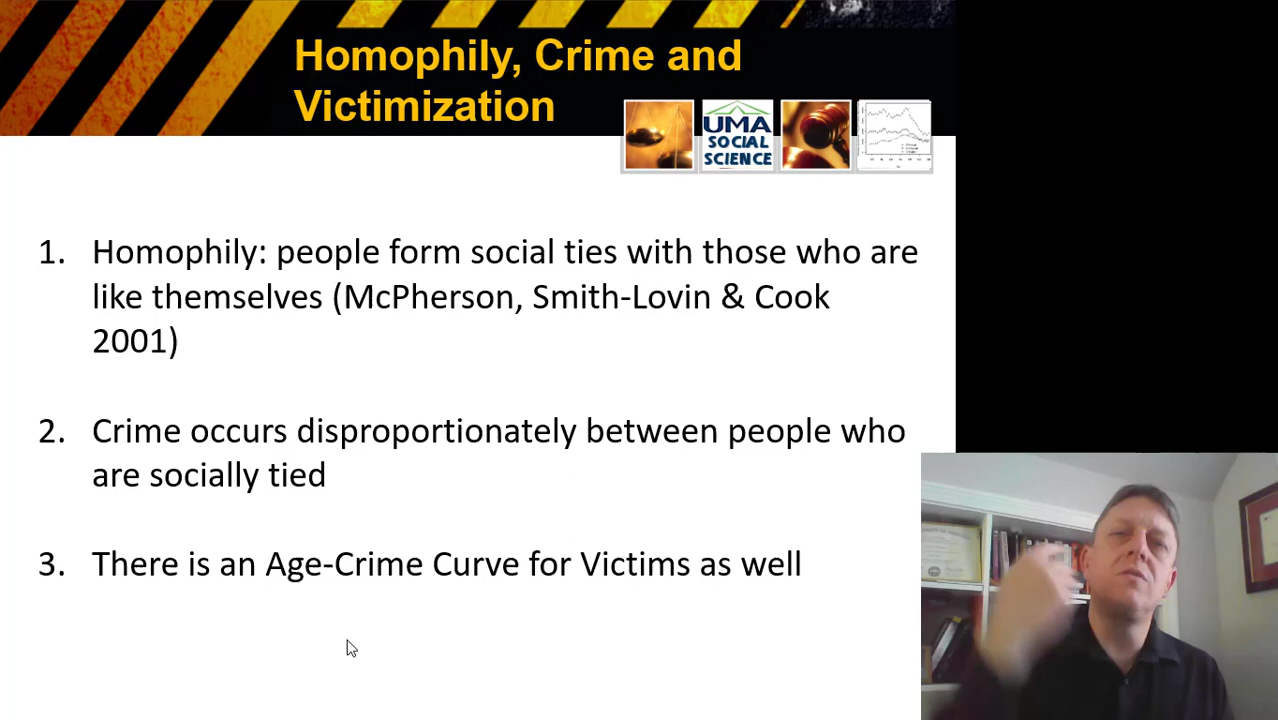 Homophily, Crime and
Victimization
UMA
SOCIAL
SCIENCE
1. Homophily: people form social ties with those who are
like themselves (McPherson, Smith-Lovin & Cook
2001)
2. Crime occurs disproportionately between people who
are socially tied
3. There is an Age-Crime Curve for Victims as well